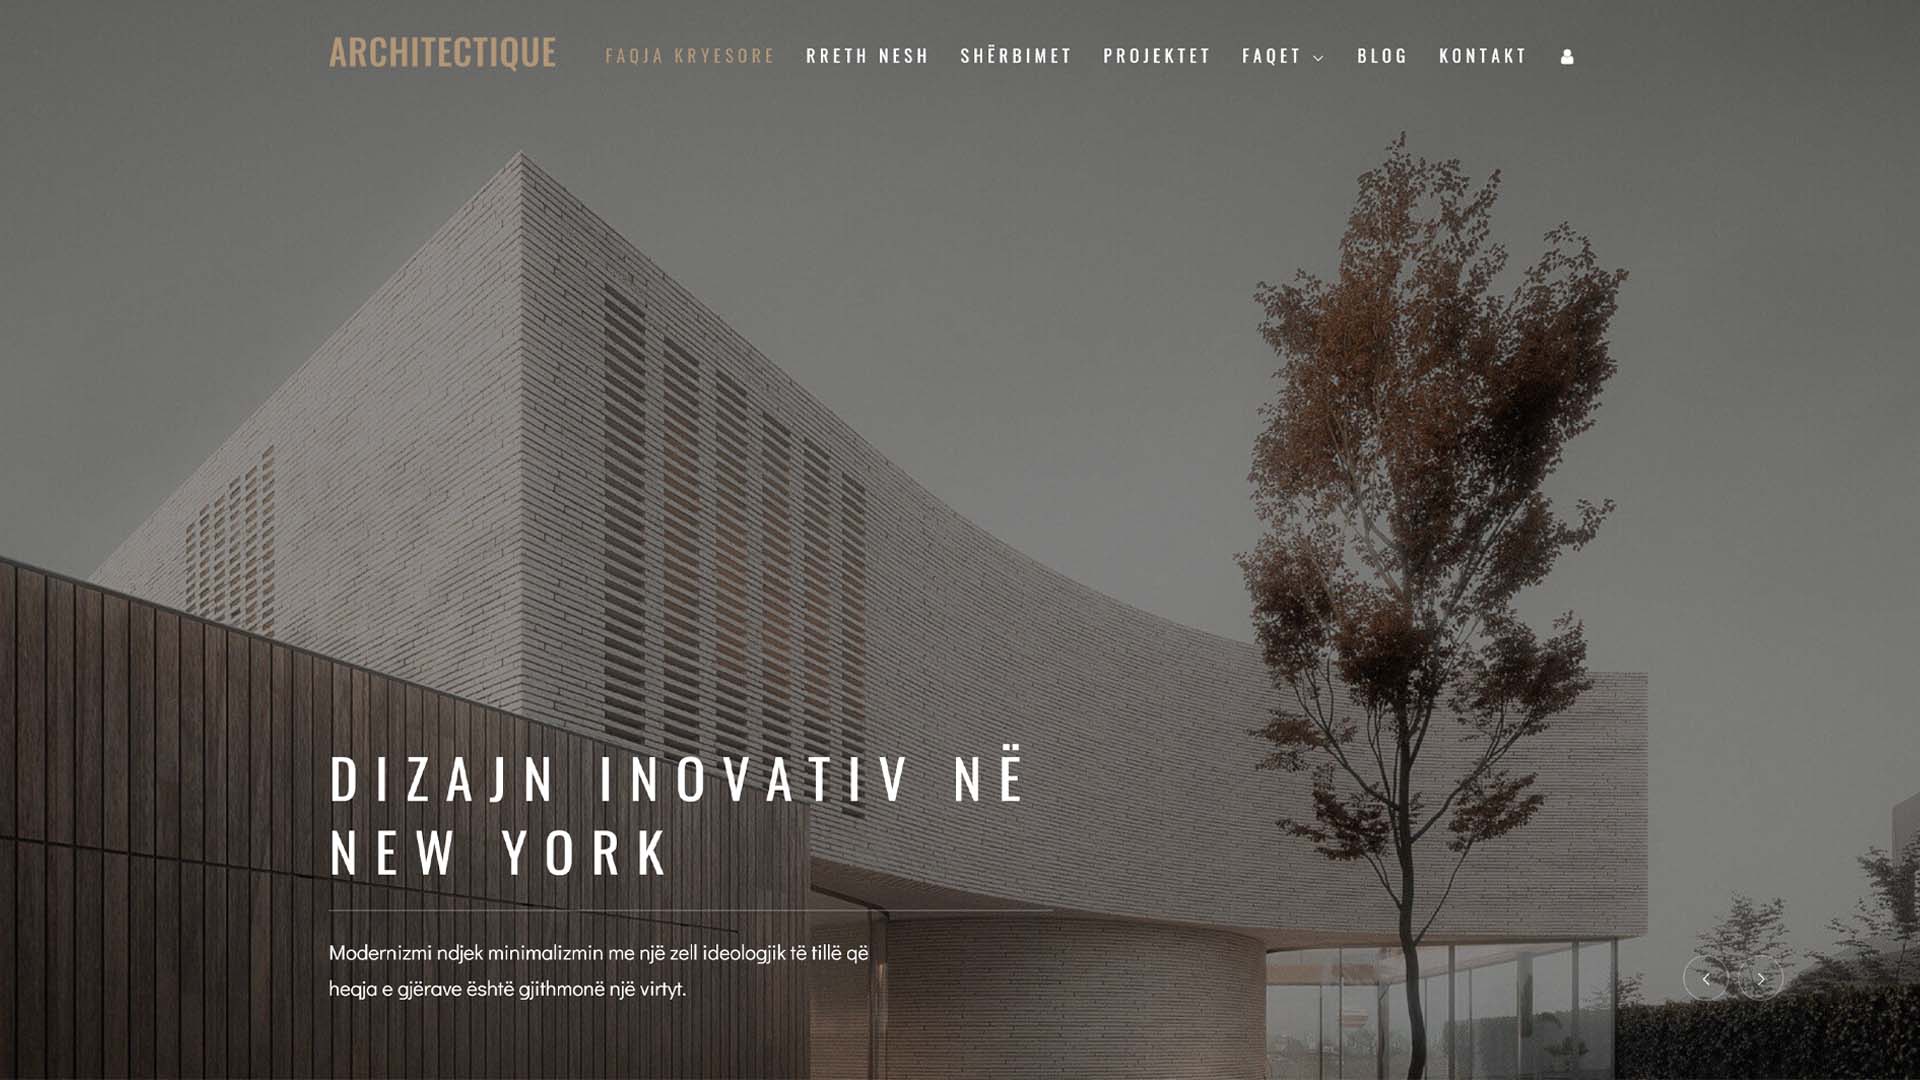 ARCHITECTIQUE
FAQJA KRYESORE RRETH NESH SHËRBIMET PROJEKTET FAQET BLOG KONTAKT
DIZAJN INOVATIV NË
NEW YORK
Modernizmi ndjek minimalizmin me një zell ideologjik të tillë që
heqja e gjërave është gjithmonë një virtyt.